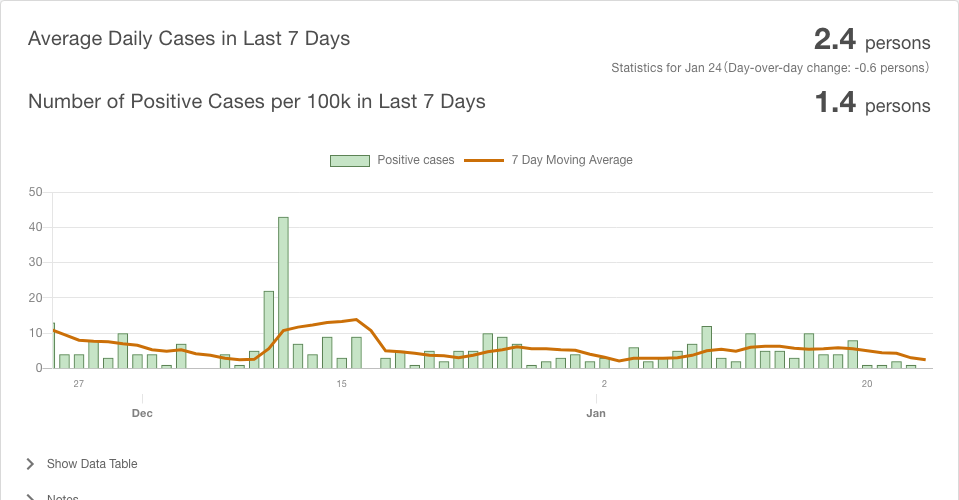 Average Daily Cases in Last 7 Days
2.4 persons
Statistics for Jan 24(Day-over-day change: -0.6 persons)
Number of Positive Cases per 100k in Last 7 Days
1.4 persons
Positive cases
7 Day Moving Average
50
40
30
20
10
0
27
15
2
20
Dec
Jan
Show Data Table
Notes